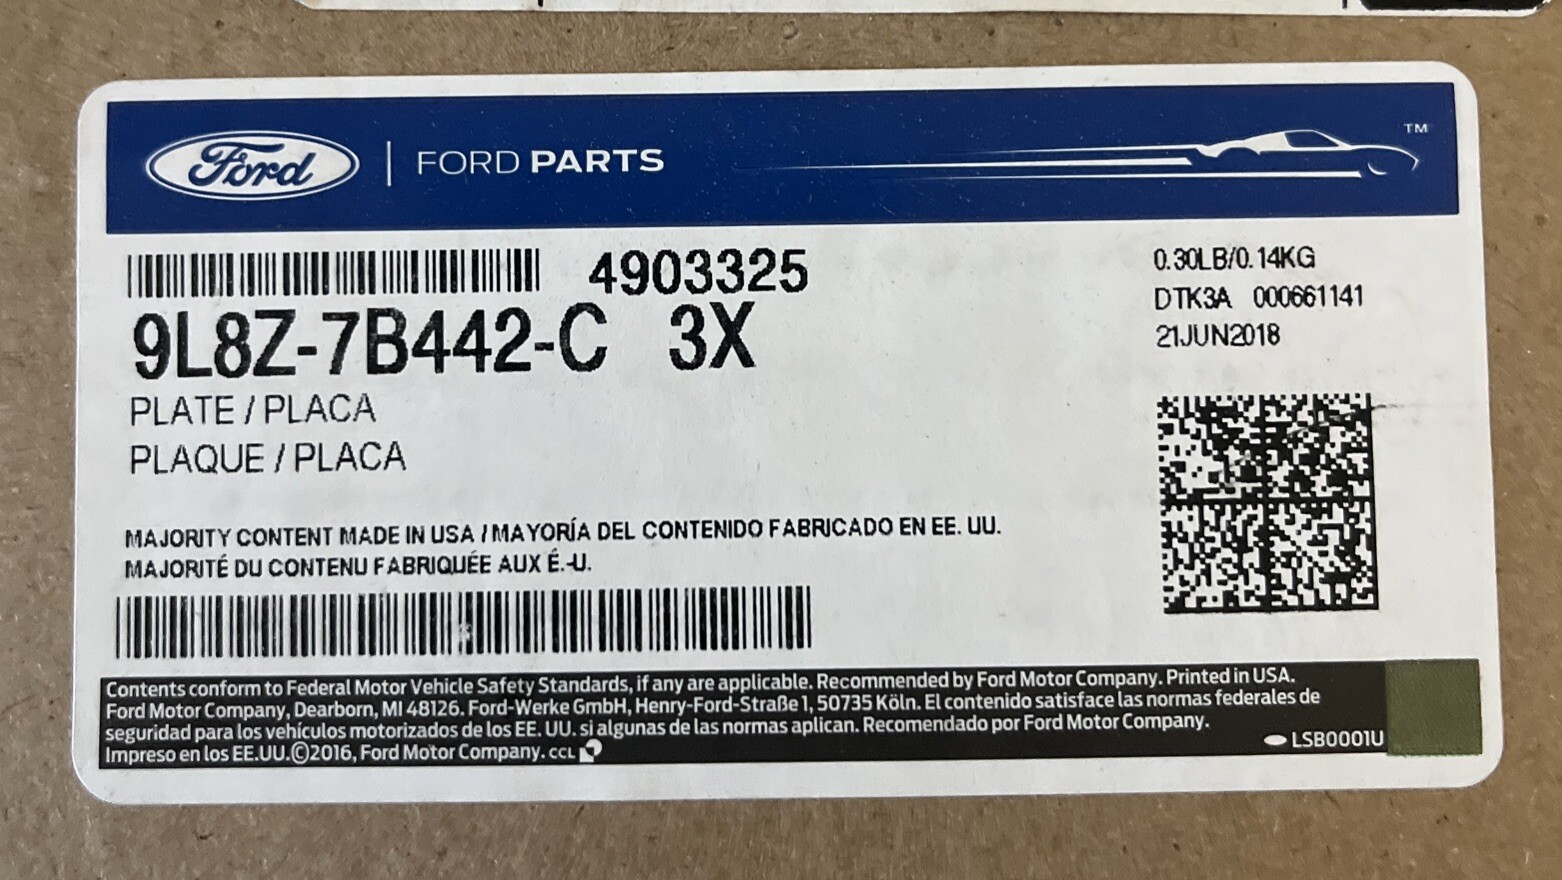 Ford | FORD PARTS
TM
4903325
9L8Z-7B442-C 3X
PLATE / PLACA
PLAQUE / PLACA
0.30LB/0.14KG
DTK3A 000661141
21JUN2018
MAJORITY CONTENT MADE IN USA / MAYORÍA DEL CONTENIDO FABRICADO EN EE. UU.
MAJORITÉ DU CONTENU FABRIQUÉE AUX É.-U.
Contents conform to Federal Motor Vehicle Safety Standards, if any are applicable. Recommended by Ford Motor Company. Printed in USA.
Ford Motor Company, Dearborn, MI 48126. Ford-Werke GmbH, Henry-Ford-Straße 1, 50735 Köln. El contenido satisface las normas federales de
seguridad para los vehículos motorizados de los EE. UU. si algunas de las normas aplican. Recomendado por Ford Motor Company.
Impreso en los EE.UU.©2016, Ford Motor Company. CCL
LSB0001U